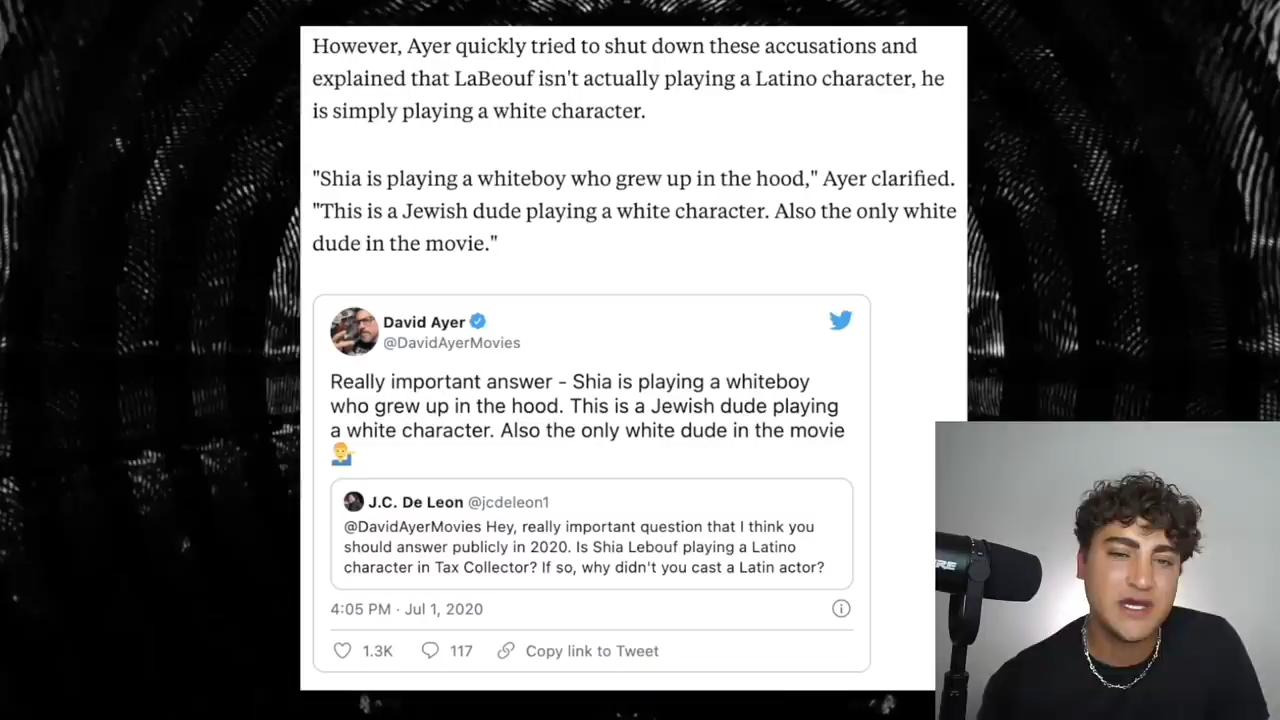 However, Ayer quickly tried to shut down these accusations and
explained that LaBeouf isn't actually playing a Latino character, he
is simply playing a white character.
"Shia is playing a whiteboy who grew up in the hood," Ayer clarified.
"This is a Jewish dude playing a white character. Also the only white
dude in the movie."
David Ayer
@DavidAyerMovies
Really important answer - Shia is playing a whiteboy
who grew up in the hood. This is a Jewish dude playing
a white character. Also the only white dude in the movie
J.C. De Leon @jcdeleon1
@DavidAyerMovies Hey, really important question that I think you
should answer publicly in 2020. Is Shia Lebouf playing a Latino
character in Tax Collector? If so, why didn't you cast a Latin actor?
4:05 PM · Jul 1, 2020
1.3K 117 Copy link to Tweet